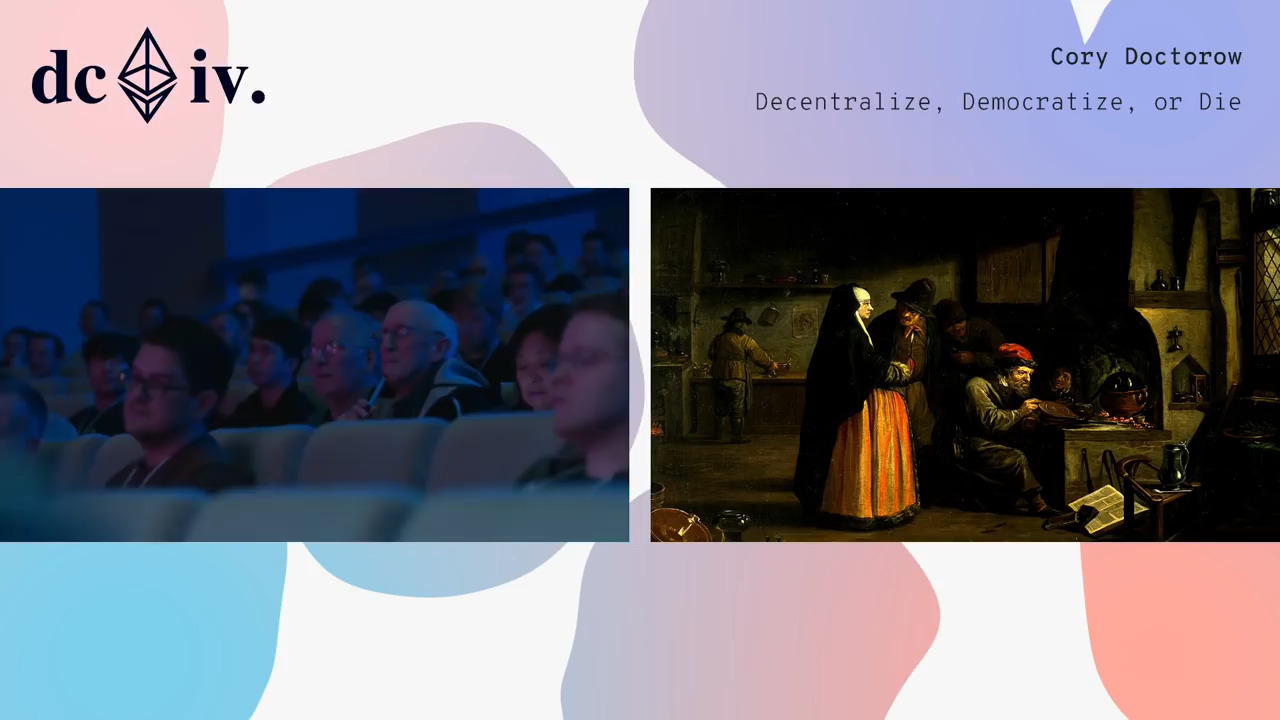 dc iv.
Cory Doctorow
Decentralize, Democratize, or Die